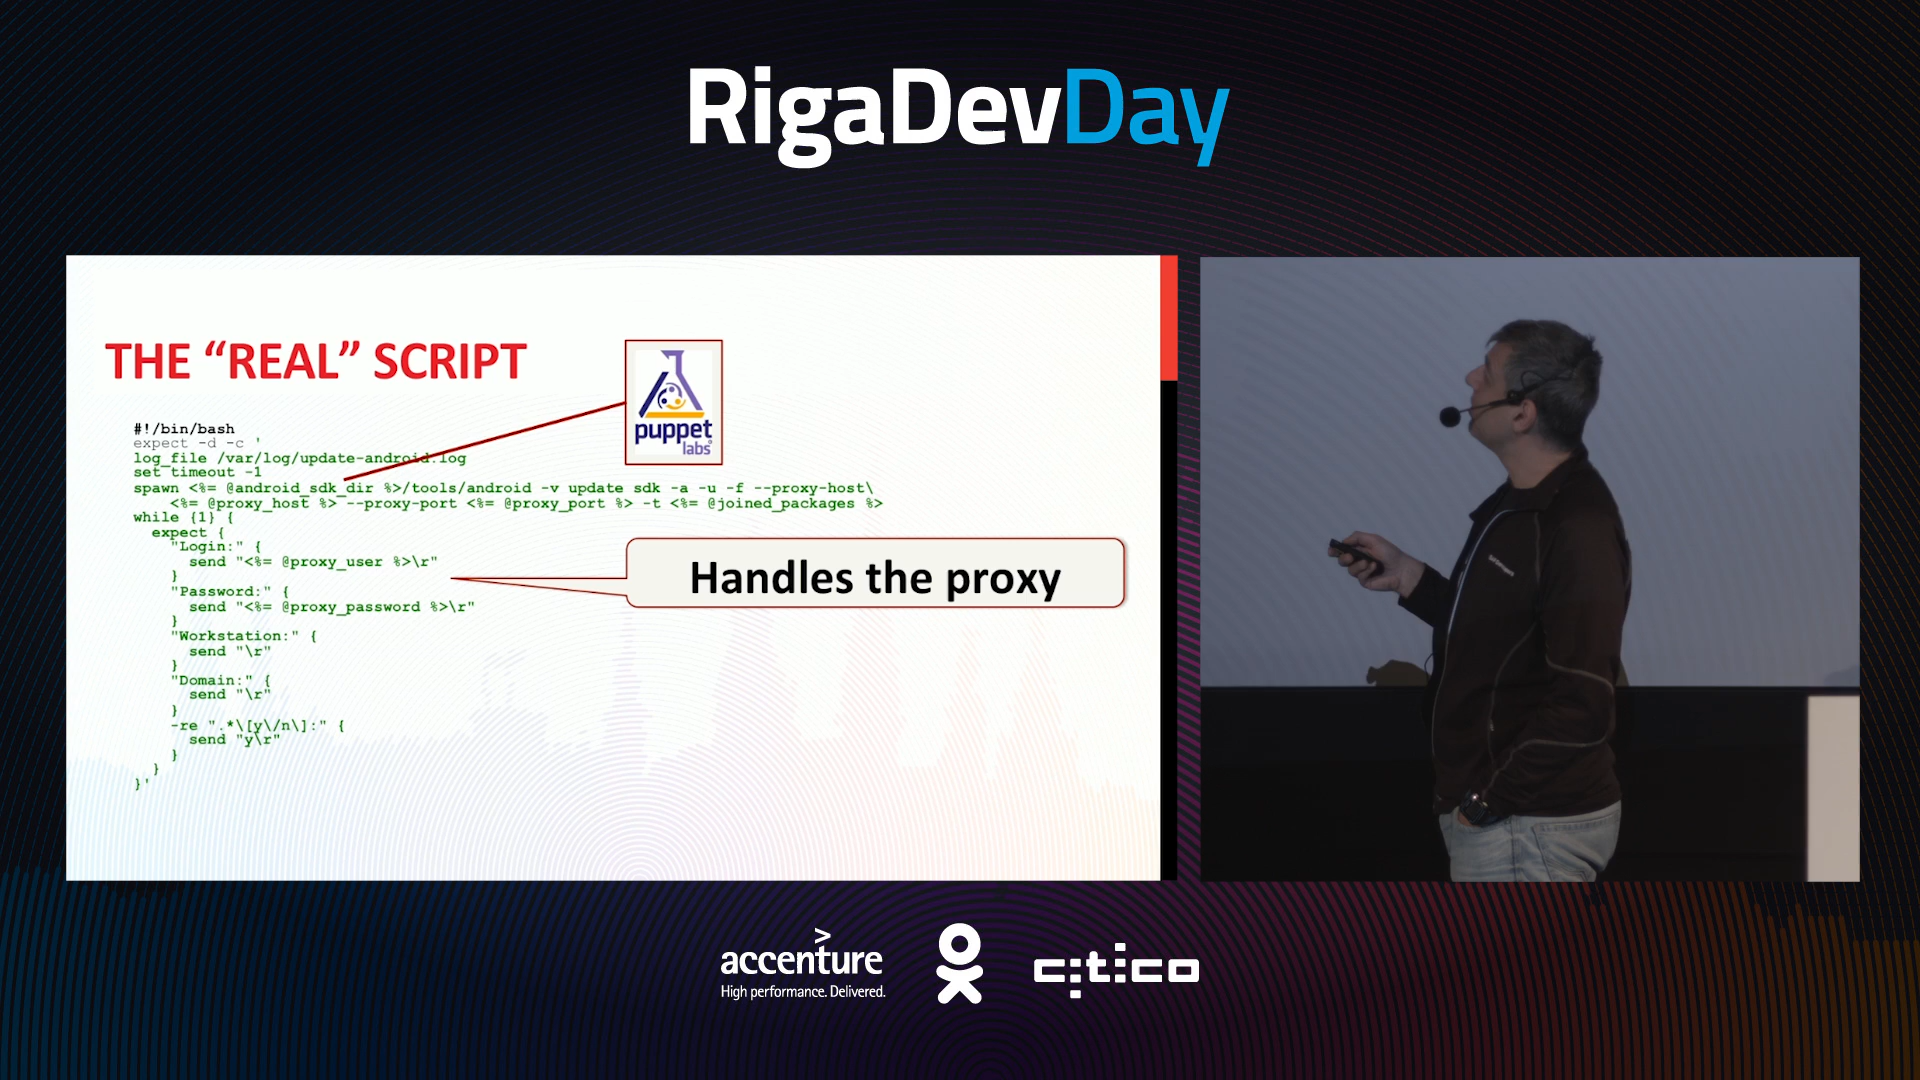 RigaDevDay
THE “REAL” SCRIPT
puppet
labs
#!/bin/bash
expect -d -c '
log_file /var/log/update-android.log
set timeout -1
spawn <%= @android_sdk_dir %>/tools/android -v update sdk -a -u -f --proxy-host\
<%= @proxy_host %> --proxy-port <%= @proxy_port %> -t <%= @joined_packages %>
while {1} {
expect {
"Login:" {
send "<%= @proxy_user %>\r"
}
"Password:" {
send "<%= @proxy_password %>\r"
}
"Workstation:" {
send "\r"
}
"Domain:" {
send "\r"
}
-re ".*\[y\/n\]:" {
send "y\r"
}
}
}'
Handles the proxy
accenture
High performance. Delivered.
citico